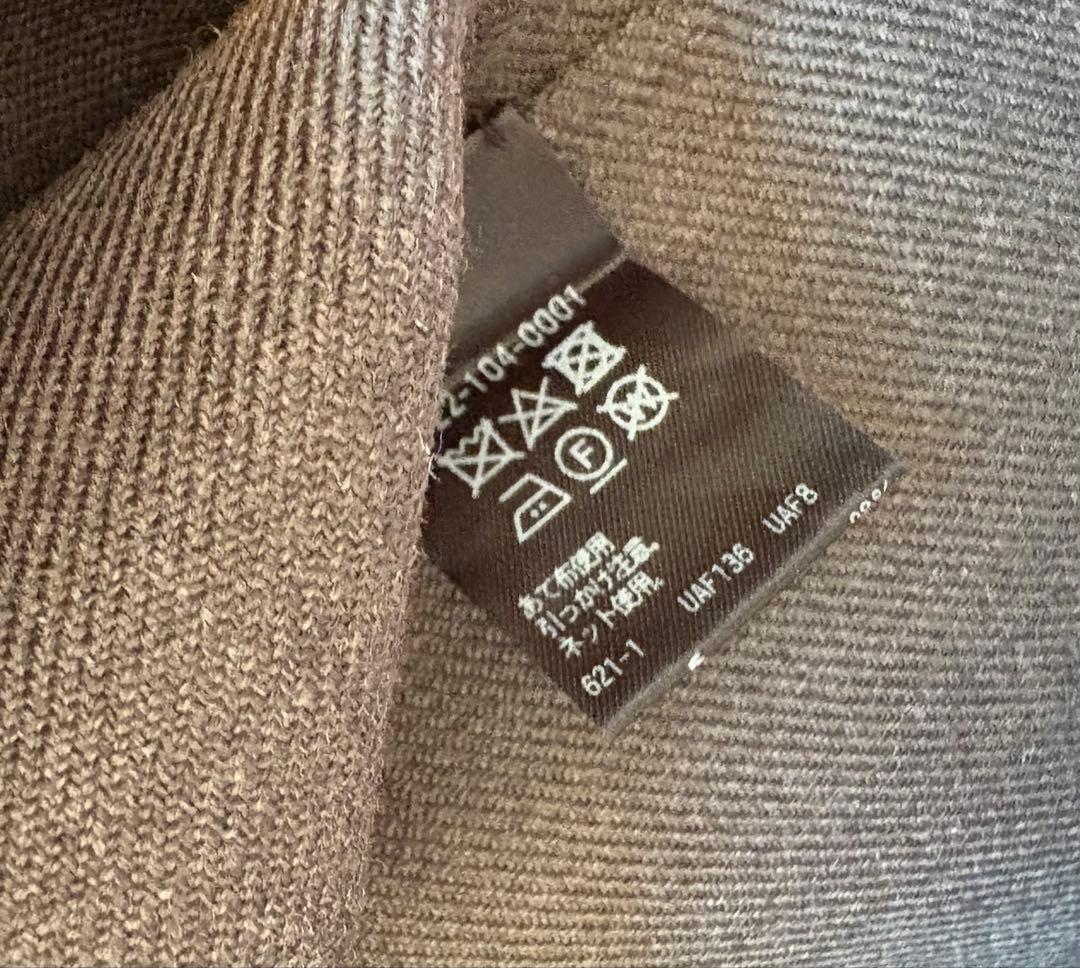 2-104-0001
F
W
あて布使用
引っかけ注意。
ネット使用。
621-1 UAF136 UAF8